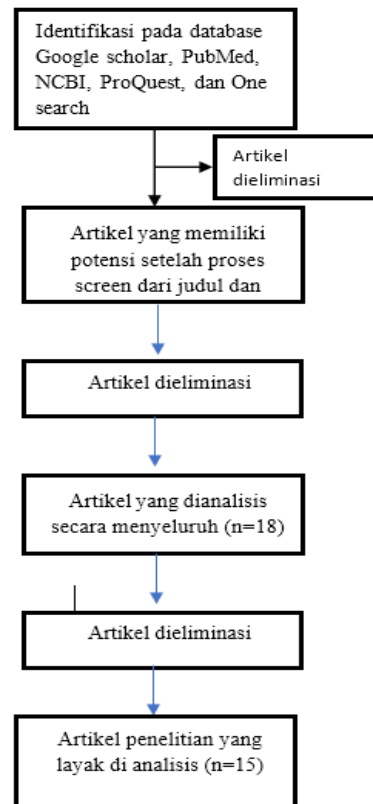 Identifikasi pada database
Google scholar, PubMed,
NCBI, ProQuest, dan One
search
Artikel
dieliminasi
Artikel yang memiliki
potensi setelah proses
screen dari judul dan
Artikel dieliminasi
Artikel yang dianalisis
secara menyeluruh (n=18)
Artikel dieliminasi
Artikel penelitian yang
layak di analisis (n=15)